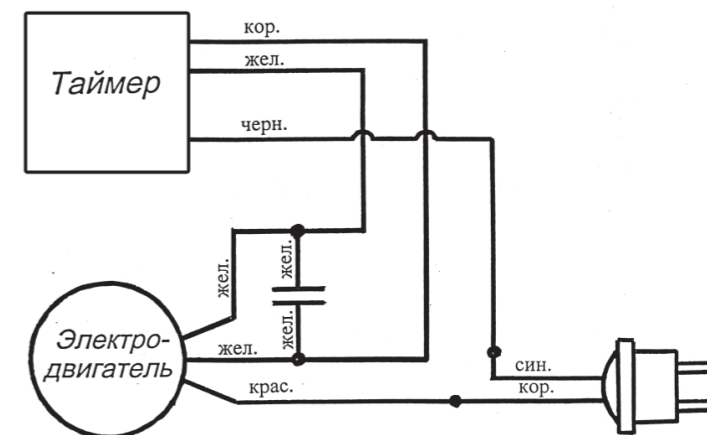 кор.
жел.
Таймер
черн.
жел.
жел.
жел.
Электро-
двигатель
жел.
син.
крас.
кор.